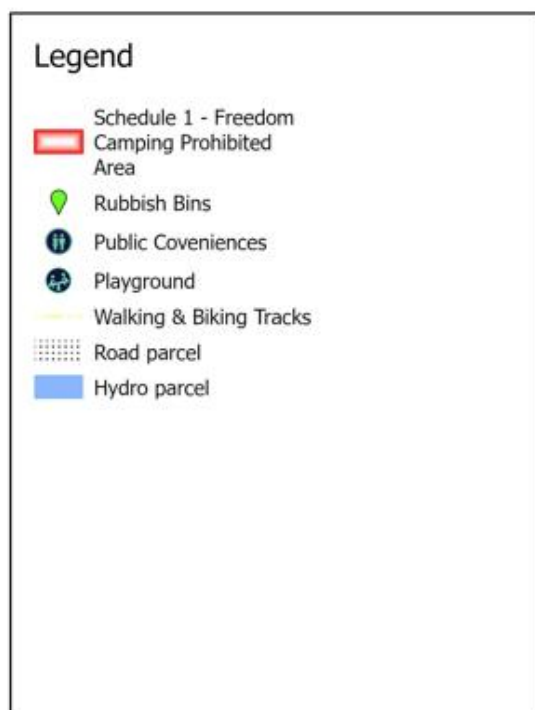 Legend
Schedule 1 - Freedom
Camping Prohibited
Area
Rubbish Bins
Public Coveniences
Playground
Walking & Biking Tracks
Road parcel
Hydro parcel